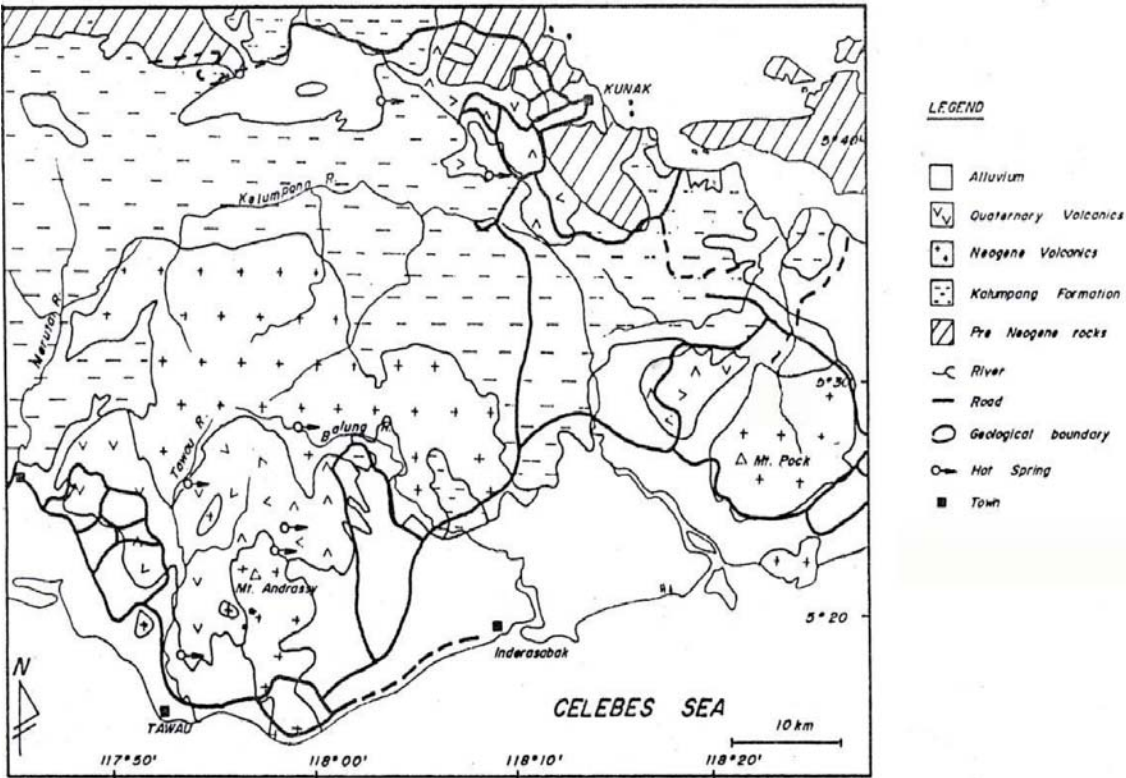 KUNAK
5°40'
Kalumpang R.
Merutai R.
5°30'
Tawau R.
Balung R.
Mt. Pock
Mt. Andrassy
5°20'
Inderasabak
N
TAWAU
CELEBES SEA
10 km
117°50'
118°00'
118°10'
118°20'
LEGEND
Alluvium
Quaternary Volcanics
Neogene Volcanics
Kalumpang Formation
Pre Neogene rocks
River
Road
Geological boundary
Hot Spring
Town